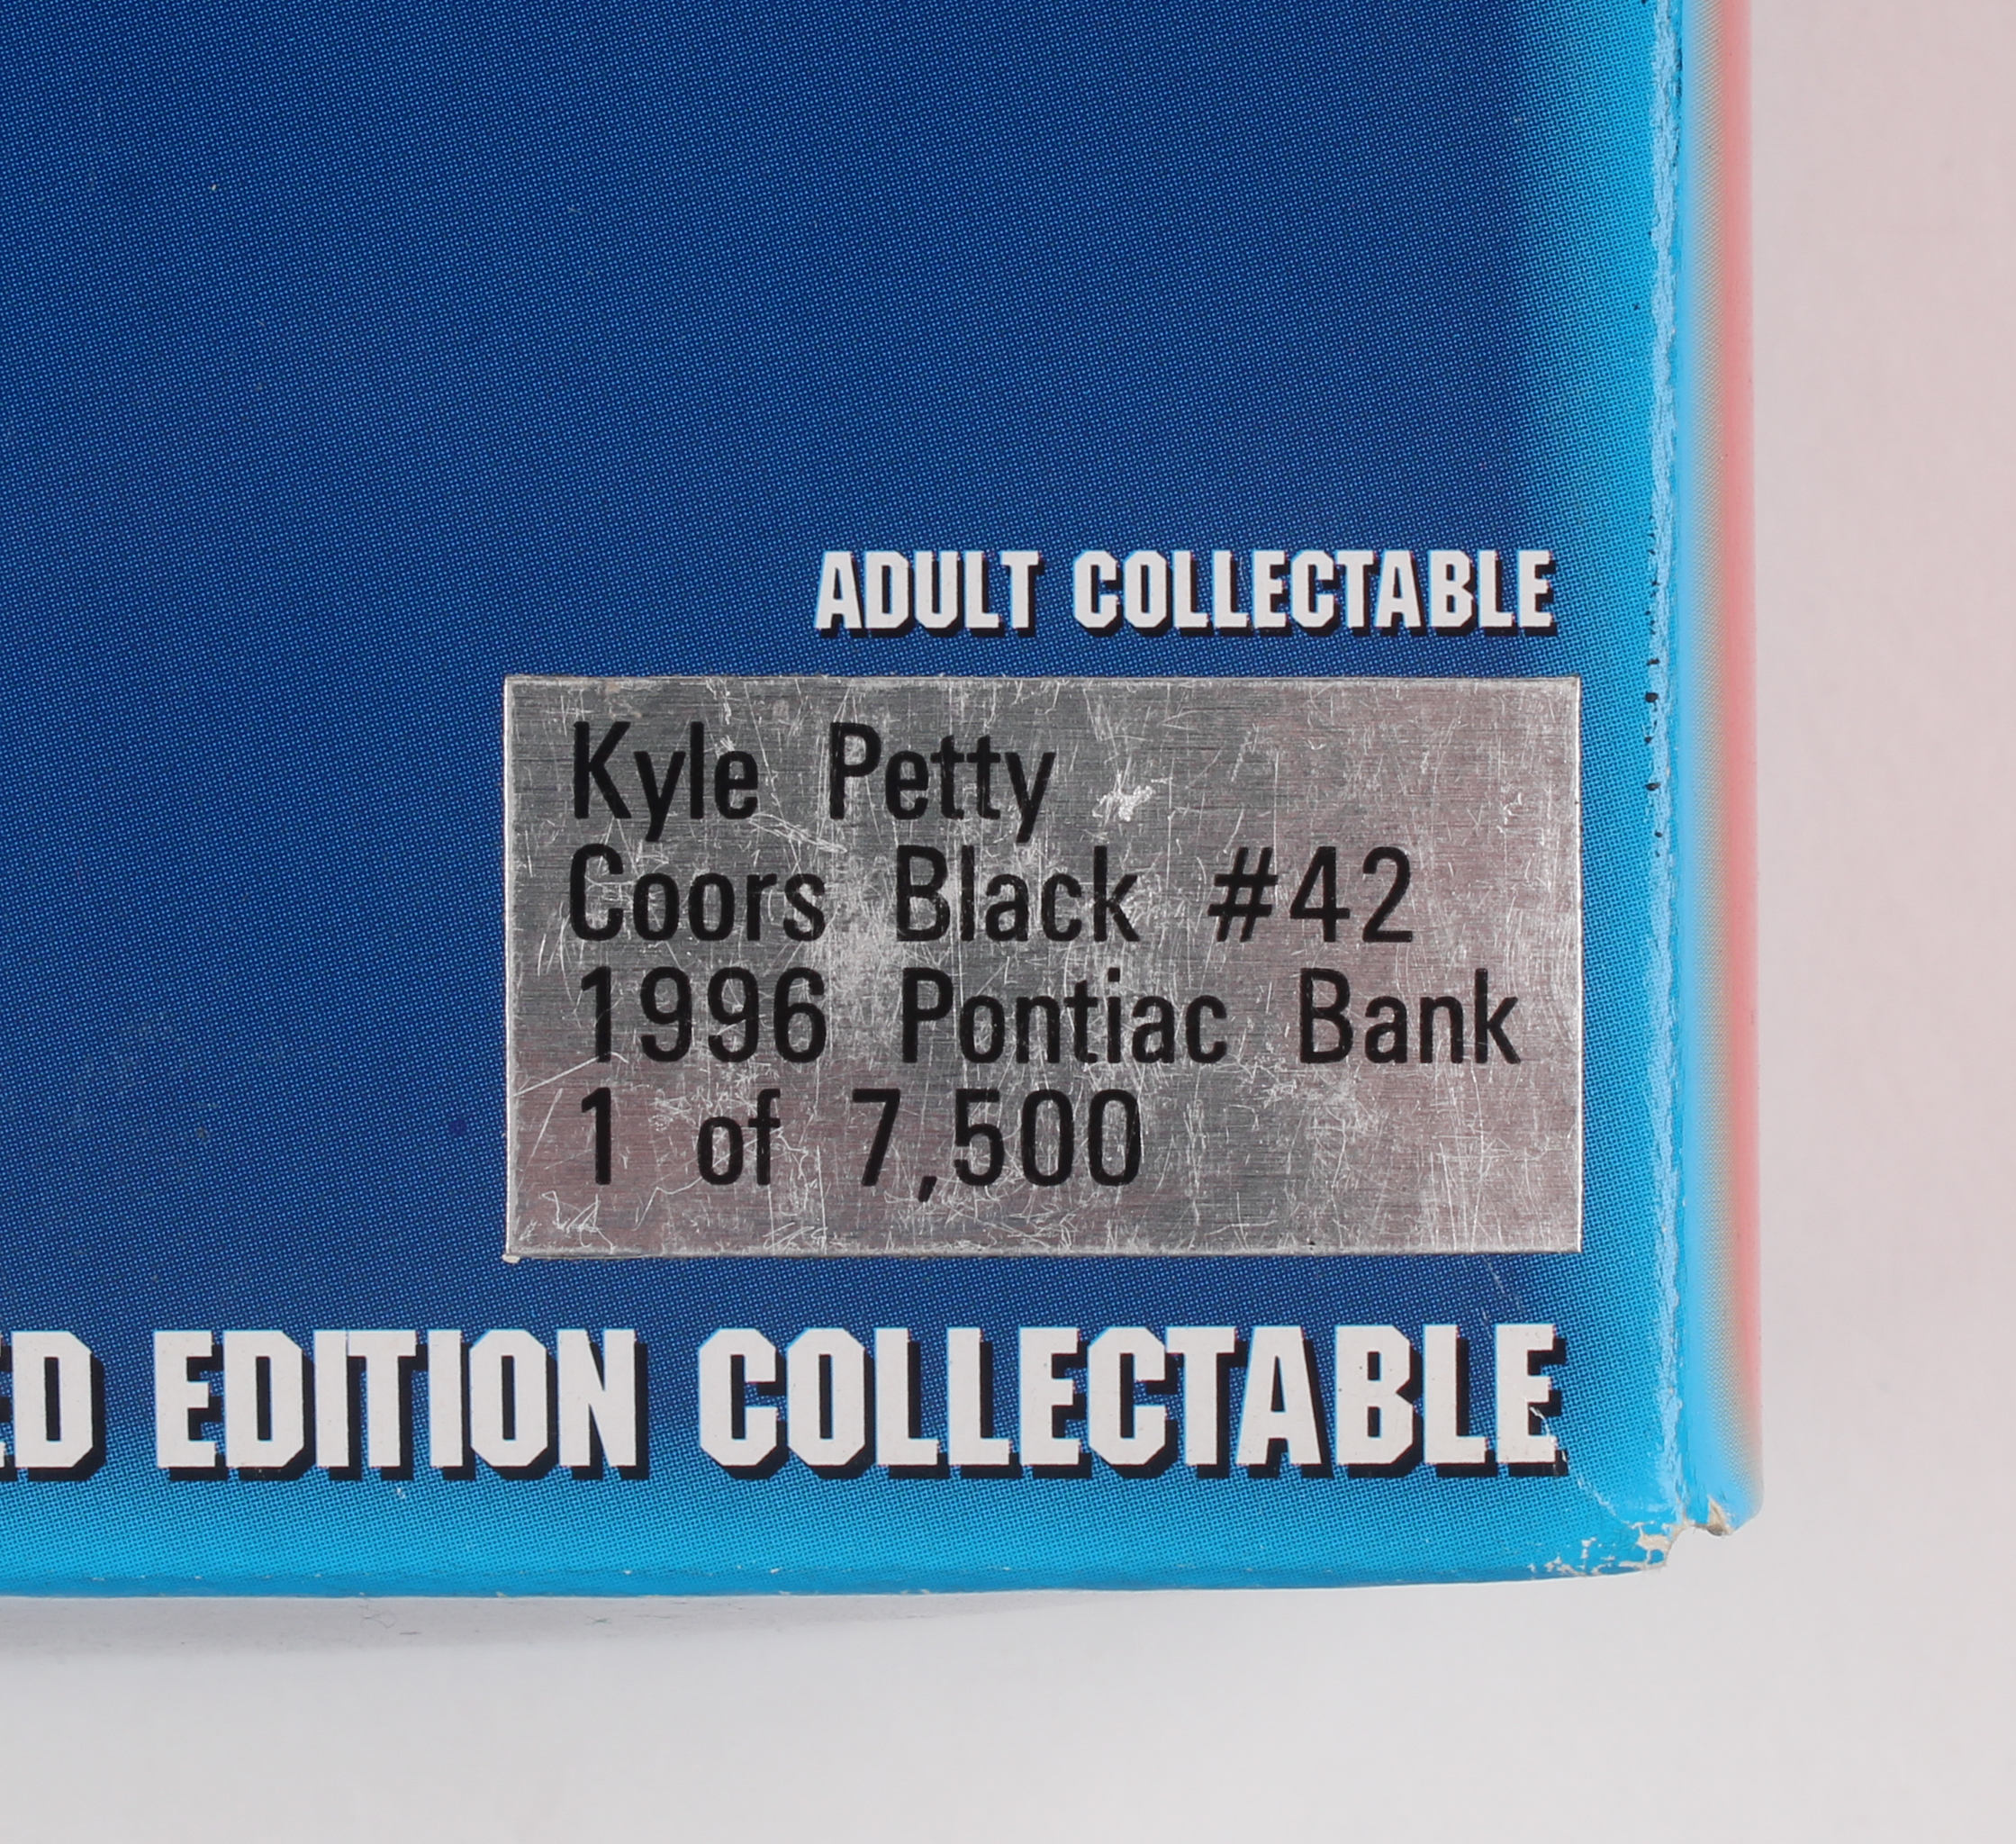 ADULT COLLECTABLE
Kyle Petty
Coors Black #42
1996 Pontiac Bank
1 of 7,500
ED EDITION COLLECTABLE